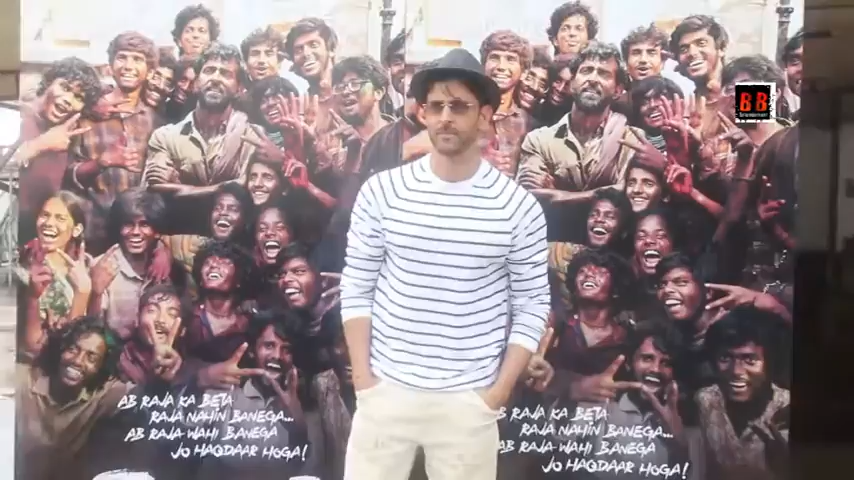 BB
AB RAJA KA BETA
RAJA NAHIN BANEGA...
AB RAJA WAHI BANEGA
JO HAQDAAR HOGA!
AB RAJA KA BETA
RAJA NAHIN BANEGA...
AB RAJA WAHI BANEGA
JO HAQDAAR HOGA!